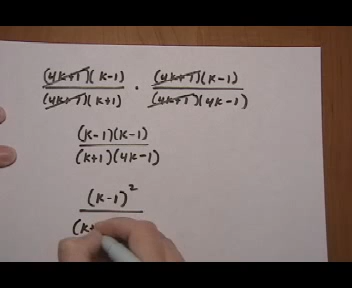 (4k+1)(k-1) / (4k+1)(k+1) · (4k+1)(k-1) / (4k+1)(4k-1)
(k-1)(k-1)
(k+1)(4k-1)
(k-1)²
(k+